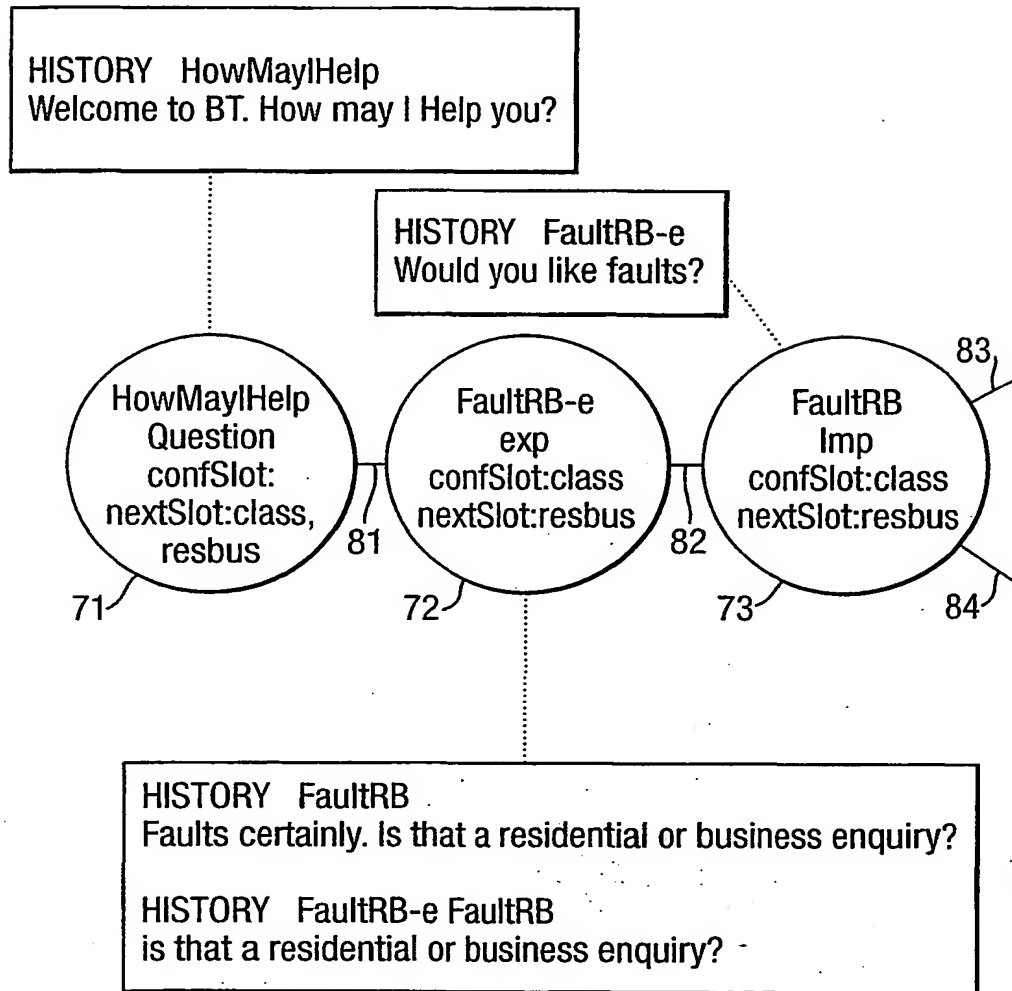 HISTORY HowMayIHelp
Welcome to BT. How may I Help you?
HISTORY FaultRB-e
Would you like faults?
HowMayIHelp
Question
confSlot:
nextSlot:class,
resbus
71
81
FaultRB-e
exp
confSlot:class
nextSlot:resbus
72
82
FaultRB
Imp
confSlot:class
nextSlot:resbus
73
83
84
HISTORY FaultRB
Faults certainly. Is that a residential or business enquiry?
HISTORY FaultRB-e FaultRB
is that a residential or business enquiry?